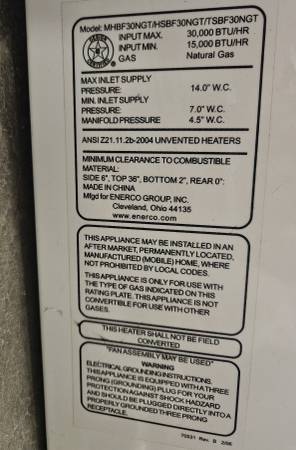 Model: MHBF30NGT/HSBF30NGT/TSBF30NGT
INPUT MAX. 30,000 BTU/HR
INPUT MIN. 15,000 BTU/HR
GAS Natural Gas
MAX INLET SUPPLY
PRESSURE: 14.0" W.C.
MIN. INLET SUPPLY
PRESSURE: 7.0" W.C.
MANIFOLD PRESSURE 4.5" W.C.
ANSI Z21.11.2b-2004 UNVENTED HEATERS
MINIMUM CLEARANCE TO COMBUSTIBLE
MATERIAL:
SIDE 6", TOP 36", BOTTOM 2", REAR 0":
MADE IN CHINA
Mfgd for ENERCO GROUP, INC.
Cleveland, Ohio 44135
www.enerco.com
THIS APPLIANCE MAY BE INSTALLED IN AN
AFTER MARKET, PERMANENTLY LOCATED,
MANUFACTURED (MOBILE) HOME, WHERE
NOT PROHIBITED BY LOCAL CODES.
THIS APPLIANCE IS ONLY FOR USE WITH
THE TYPE OF GAS INDICATED ON THIS
RATING PLATE. THIS APPLIANCE IS NOT
CONVERTIBLE FOR USE WITH OTHER
GASES.
THIS HEATER SHALL NOT BE FIELD
CONVERTED
"FAN ASSEMBLY MAY BE USED"
WARNING
ELECTRICAL GROUNDING INSTRUCTIONS.
THIS APPLIANCE IS EQUIPPED WITH A THREE
PRONG (GROUNDING) PLUG FOR YOUR
PROTECTION AGAINST SHOCK HADZARD
AND SHOULD BE PLUGGED DIRECTLY INTO A
PROPERLY GROUNDED THREE PRONG
RECEPTACLE.
70531 Rev. B 2/06